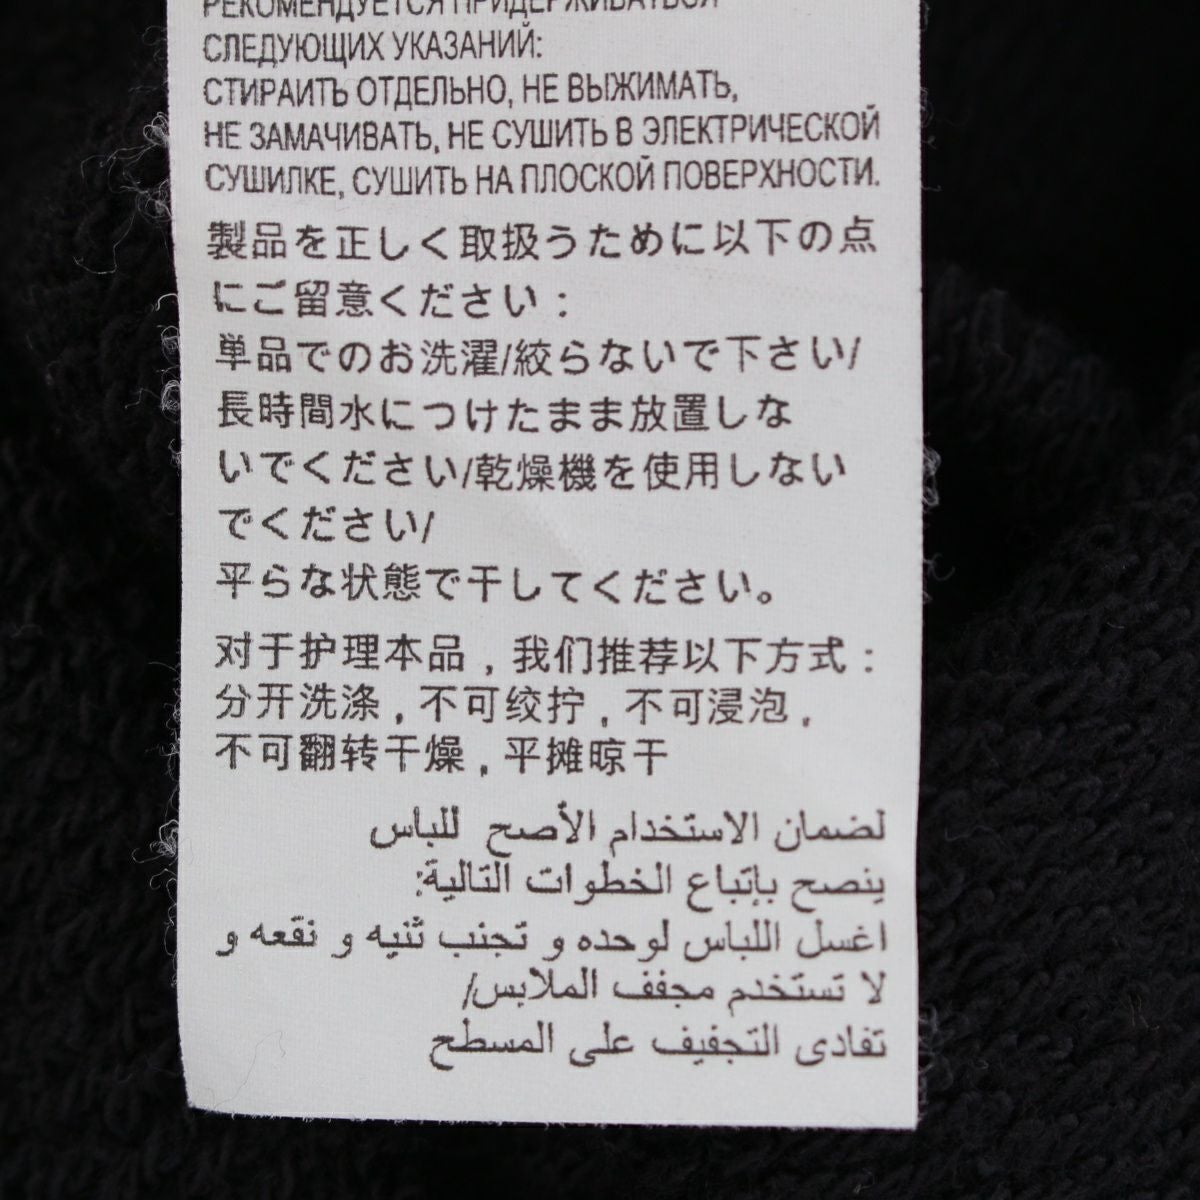 РЕКОМЕНДУЕТСЯ ПРИДЕРЖИВАТЬСЯ
СЛЕДУЮЩИХ УКАЗАНИЙ:
СТИРАИТЬ ОТДЕЛЬНО, НЕ ВЫЖИМАТЬ,
НЕ ЗАМАЧИВАТЬ, НЕ СУШИТЬ В ЭЛЕКТРИЧЕСКОЙ
СУШИЛКЕ, СУШИТЬ НА ПЛОСКОЙ ПОВЕРХНОСТИ.
製品を正しく取扱うために以下の点
にご留意ください:
単品でのお洗濯/絞らないで下さい/
長時間水につけたまま放置しな
いでください/乾燥機を使用しない
でください/
平らな状態で干してください。
对于护理本品,我们推荐以下方式:
分开洗涤,不可绞拧,不可浸泡,
不可翻转干燥,平摊晾干
لضمان الاستخدام الأصح للباس
ينصح بإتباع الخطوات التالية:
اغسل اللباس لوحده و تجنب ثنيه و نقعه و
لا تستخدم مجفف الملابس/
تفادى التجفيف على المسطح